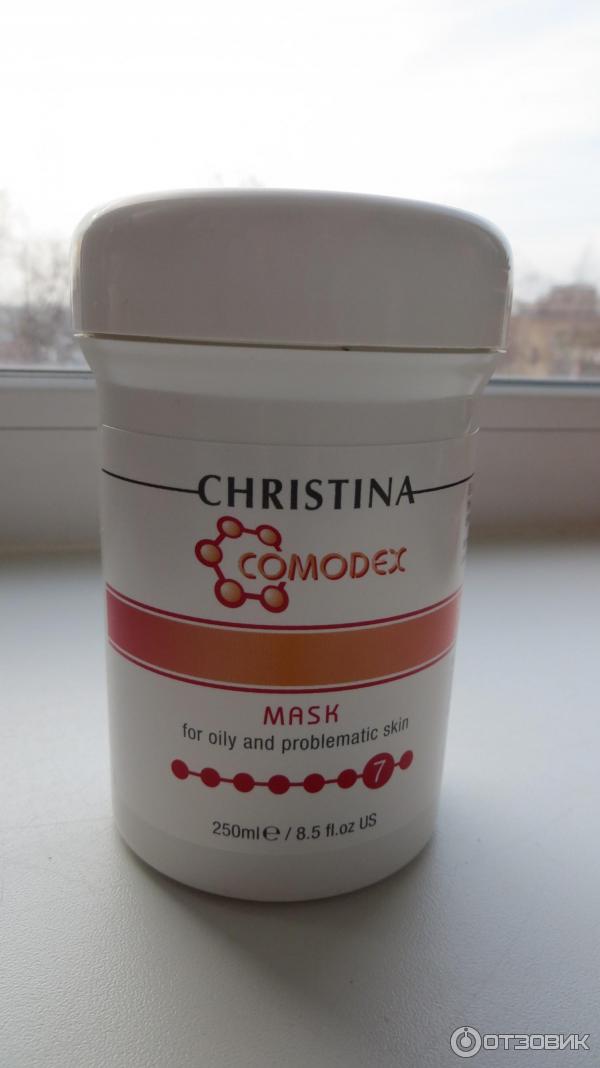 CHRISTINA
COMODEX
MASK
for oily and problematic skin
7
250ml℮ / 8.5 fl.oz US
ОТЗОВИК